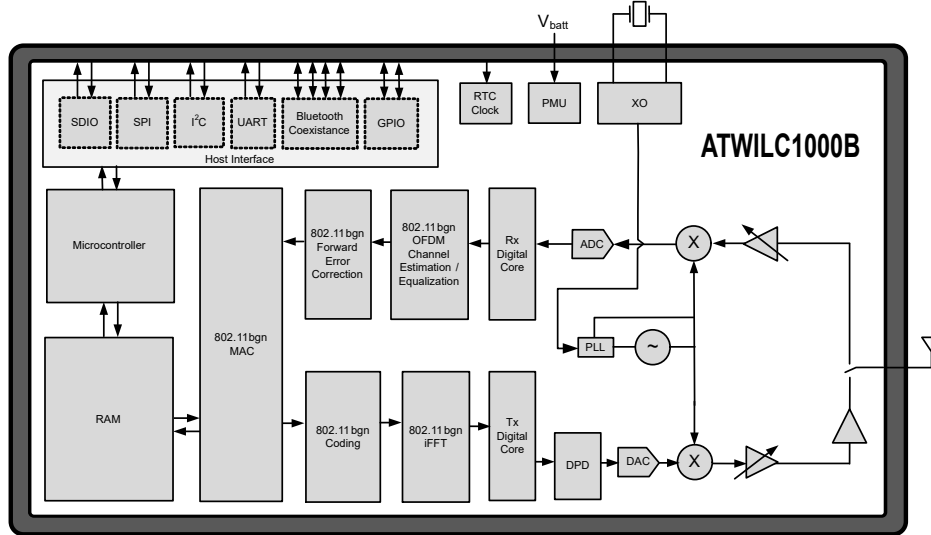 V_batt
RTC
Clock
PMU
XO
SDIO
SPI
I²C
UART
Bluetooth
Coexistance
GPIO
Host Interface
ATWILC1000B
Microcontroller
RAM
802.11bgn
MAC
802.11bgn
Forward
Error
Correction
802.11bgn
OFDM
Channel
Estimation /
Equalization
Rx
Digital
Core
ADC
X
PLL
~
802.11bgn
Coding
802.11bgn
iFFT
Tx
Digital
Core
DPD
DAC
X